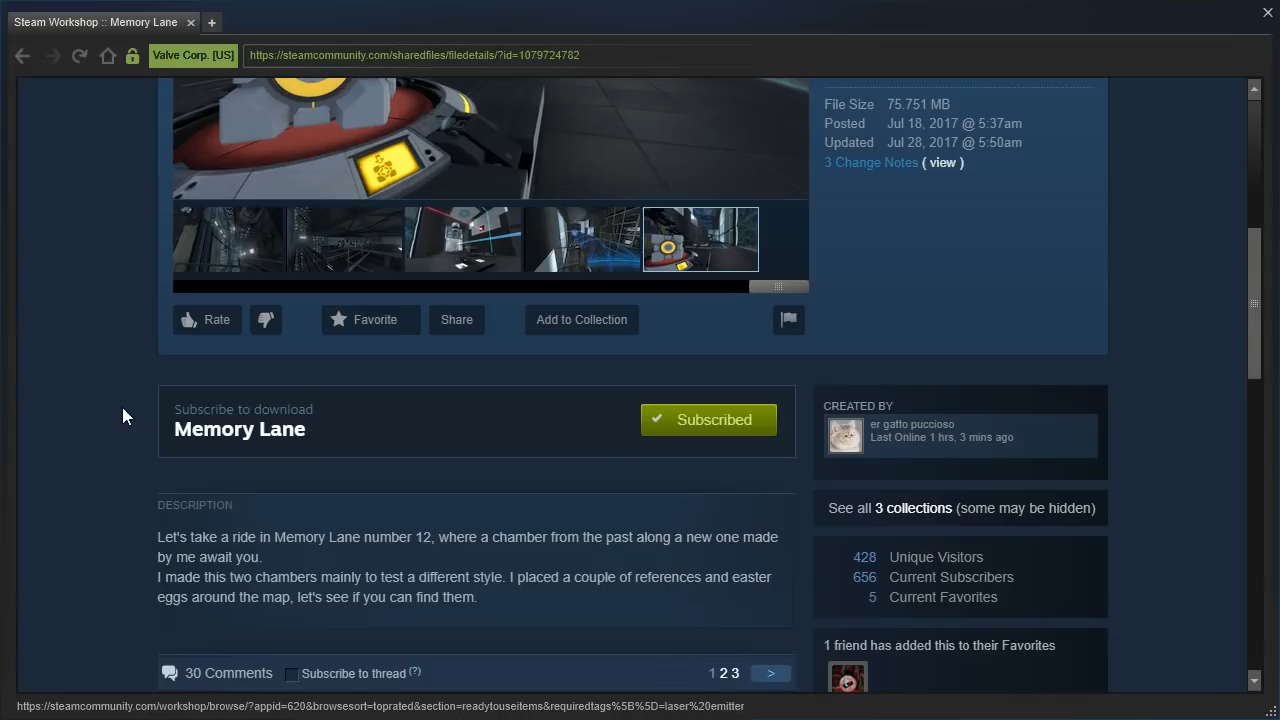 Steam Workshop :: Memory Lane
Valve Corp. [US]
https://steamcommunity.com/sharedfiles/filedetails/?id=1079724782
File Size 75.751 MB
Posted Jul 18, 2017 @ 5:37am
Updated Jul 28, 2017 @ 5:50am
3 Change Notes ( view )
Rate
Favorite
Share
Add to Collection
Subscribe to download
Memory Lane
Subscribed
CREATED BY
er gatto puccioso
Last Online 1 hrs, 3 mins ago
DESCRIPTION
Let's take a ride in Memory Lane number 12, where a chamber from the past along a new one made
by me await you.
I made this two chambers mainly to test a different style. I placed a couple of references and easter
eggs around the map, let's see if you can find them.
See all 3 collections (some may be hidden)
428 Unique Visitors
656 Current Subscribers
5 Current Favorites
1 friend has added this to their Favorites
30 Comments Subscribe to thread (?)
1 2 3 >
https://steamcommunity.com/workshop/browse/?appid=620&browsesort=toprated&section=readytouseitems&requiredtags%5B%5D=laser%20emitter